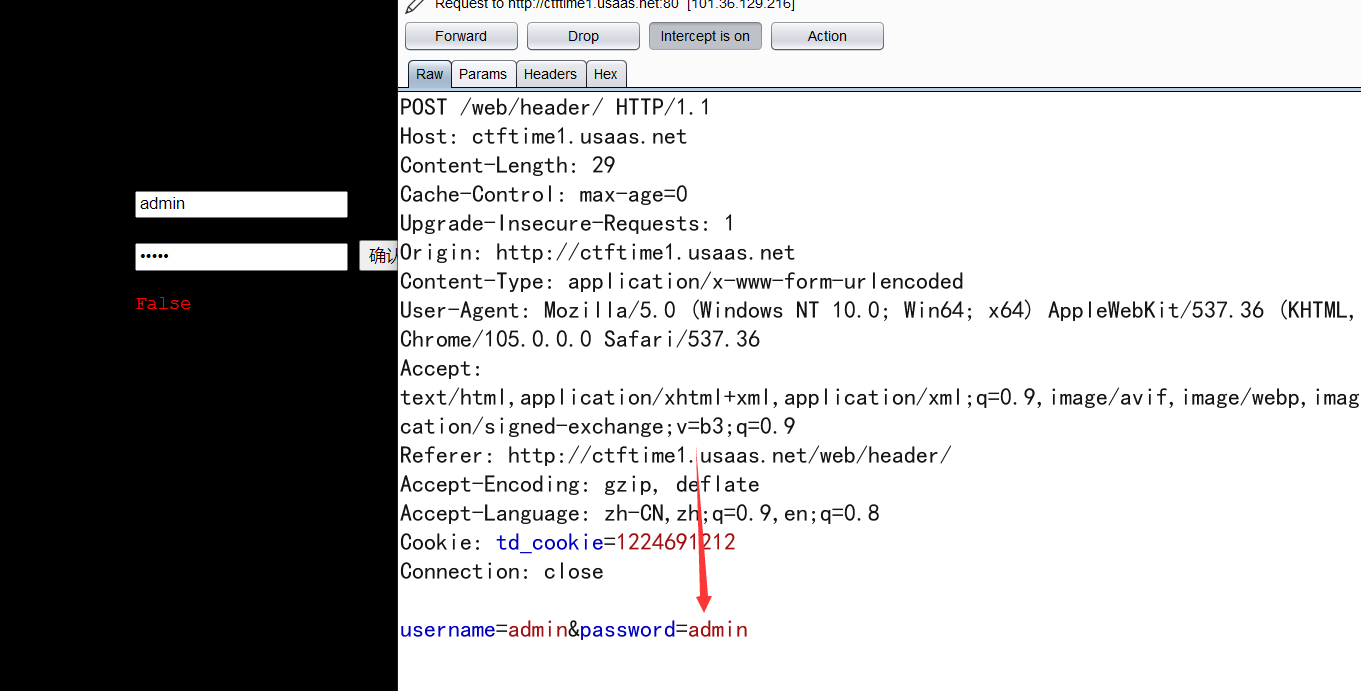 Request to http://ctftime1.usaas.net:80 [101.36.129.216]
Forward Drop Intercept is on Action
Raw Params Headers Hex
POST /web/header/ HTTP/1.1
Host: ctftime1.usaas.net
Content-Length: 29
Cache-Control: max-age=0
admin
Upgrade-Insecure-Requests: 1
•••••
确认
Origin: http://ctftime1.usaas.net
Content-Type: application/x-www-form-urlencoded
False
User-Agent: Mozilla/5.0 (Windows NT 10.0; Win64; x64) AppleWebKit/537.36 (KHTML,
Chrome/105.0.0.0 Safari/537.36
Accept:
text/html,application/xhtml+xml,application/xml;q=0.9,image/avif,image/webp,imag
cation/signed-exchange;v=b3;q=0.9
Referer: http://ctftime1.usaas.net/web/header/
Accept-Encoding: gzip, deflate
Accept-Language: zh-CN,zh;q=0.9,en;q=0.8
Cookie: td_cookie=1224691212
Connection: close
username=admin&password=admin